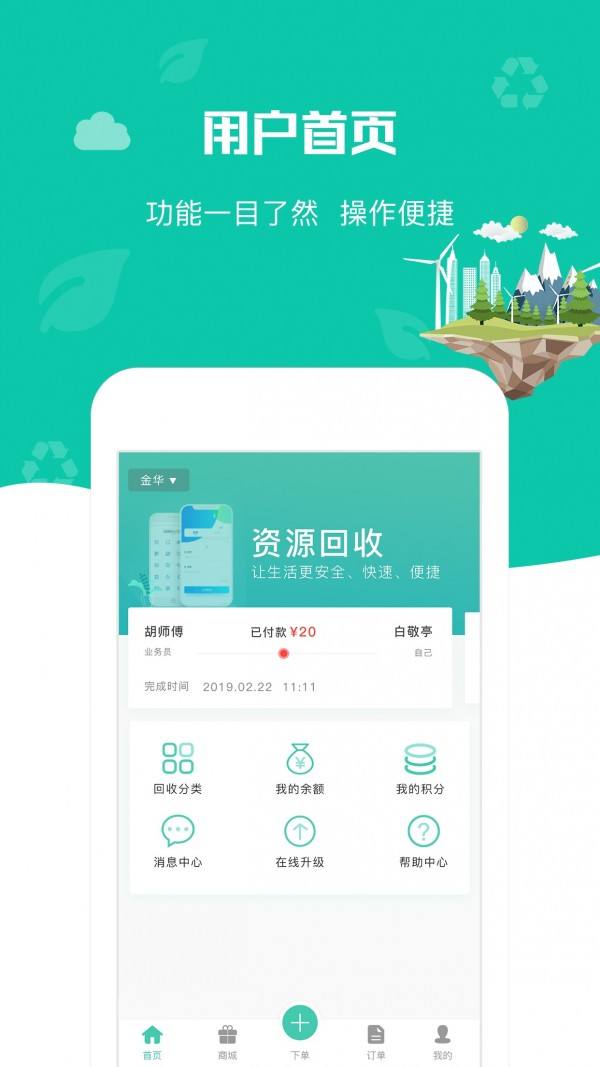 用户首页
功能一目了然 操作便捷
金华 ▼
资源回收
让生活更安全、快速、便捷
胡师傅 已付款 ¥20 白敬亭
业务员 自己
完成时间 2019.02.22 11:11
回收分类 我的余额 我的积分
消息中心 在线升级 帮助中心
首页 商城 下单 订单 我的